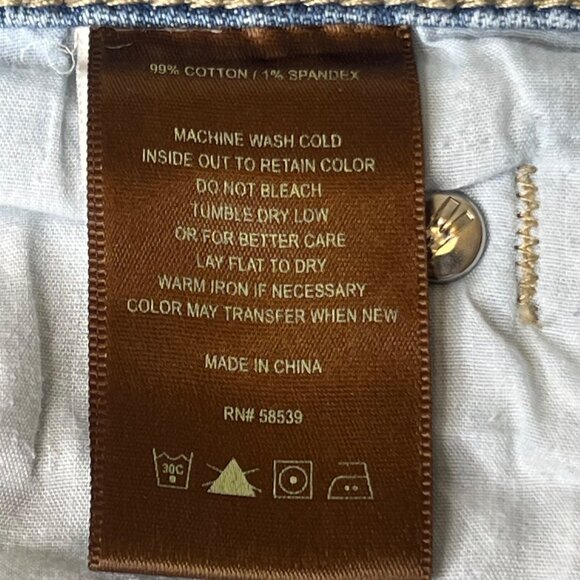 99% COTTON / 1% SPANDEX
MACHINE WASH COLD
INSIDE OUT TO RETAIN COLOR
DO NOT BLEACH
TUMBLE DRY LOW
OR FOR BETTER CARE
LAY FLAT TO DRY
WARM IRON IF NECESSARY
COLOR MAY TRANSFER WHEN NEW
MADE IN CHINA
RN# 58539
30C